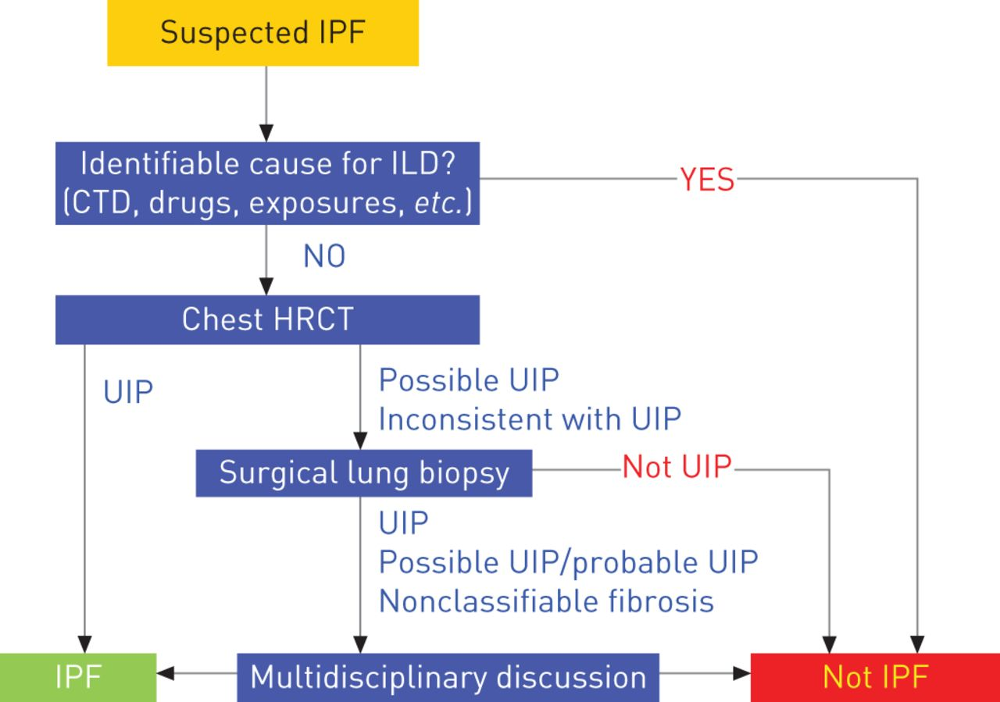 Suspected IPF
Identifiable cause for ILD?
(CTD, drugs, exposures, etc.)
YES
NO
Chest HRCT
UIP
Possible UIP
Inconsistent with UIP
Surgical lung biopsy
Not UIP
UIP
Possible UIP/probable UIP
Nonclassifiable fibrosis
IPF
Multidisciplinary discussion
Not IPF